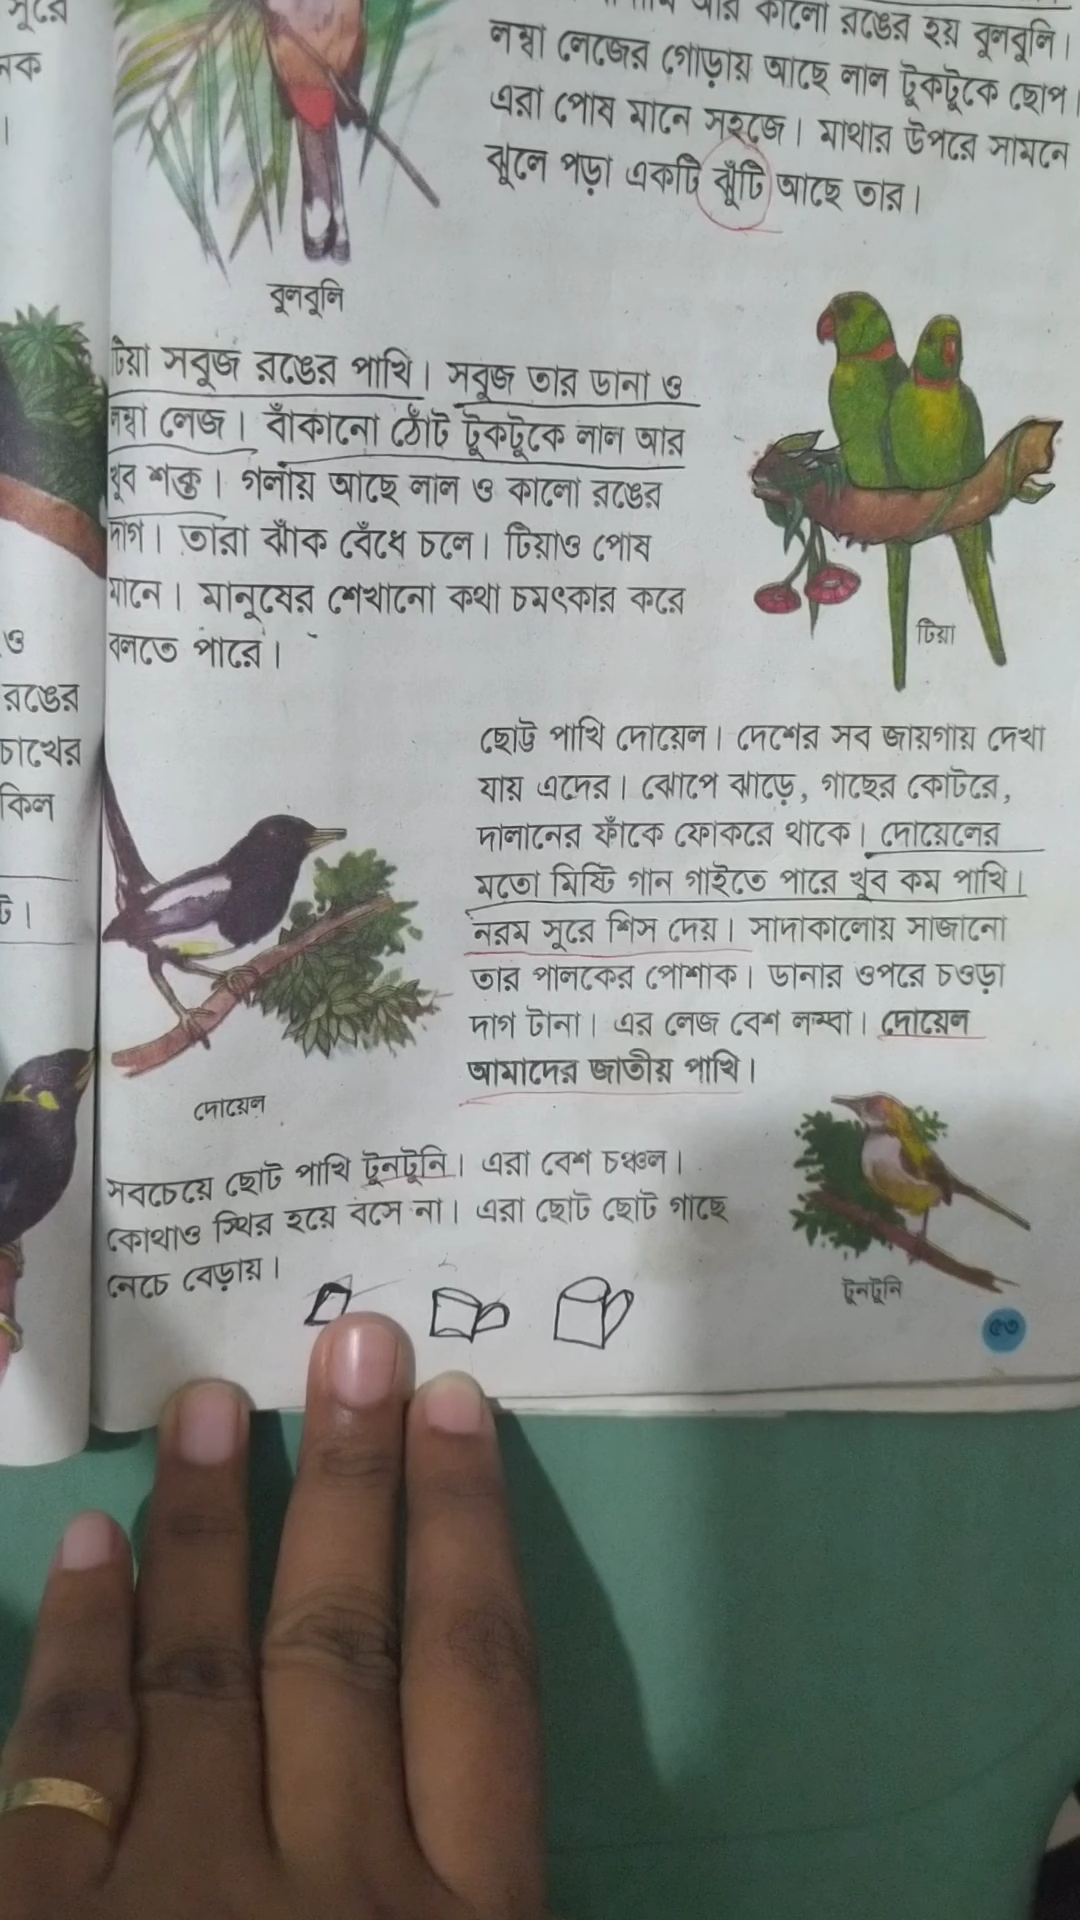 সুরে
নক
।
আর কালো রঙের হয় বুলবুলি।
লম্বা লেজের গোড়ায় আছে লাল টুকটুকে ছোপ।
এরা পোষ মানে সহজে। মাথার উপরে সামনে
ঝুলে পড়া একটি ঝুঁটি আছে তার।
বুলবুলি
টিয়া সবুজ রঙের পাখি। সবুজ তার ডানা ও
লম্বা লেজ। বাঁকানো ঠোঁট টুকটুকে লাল আর
খুব শক্ত। গলায় আছে লাল ও কালো রঙের
দাগ। তারা ঝাঁক বেঁধে চলে। টিয়াও পোষ
মানে। মানুষের শেখানো কথা চমৎকার করে
বলতে পারে।
টিয়া
ও
রঙের
চোখের
কিল
ট।
ছোট্ট পাখি দোয়েল। দেশের সব জায়গায় দেখা
যায় এদের। ঝোপে ঝাড়ে, গাছের কোটরে,
দালানের ফাঁকে ফোকরে থাকে। দোয়েলের
মতো মিষ্টি গান গাইতে পারে খুব কম পাখি।
নরম সুরে শিস দেয়। সাদাকালোয় সাজানো
তার পালকের পোশাক। ডানার ওপরে চওড়া
দাগ টানা। এর লেজ বেশ লম্বা। দোয়েল
আমাদের জাতীয় পাখি।
দোয়েল
সবচেয়ে ছোট পাখি টুনটুনি। এরা বেশ চঞ্চল।
কোথাও স্থির হয়ে বসে না। এরা ছোট ছোট গাছে
নেচে বেড়ায়।
টুনটুনি
৫৩